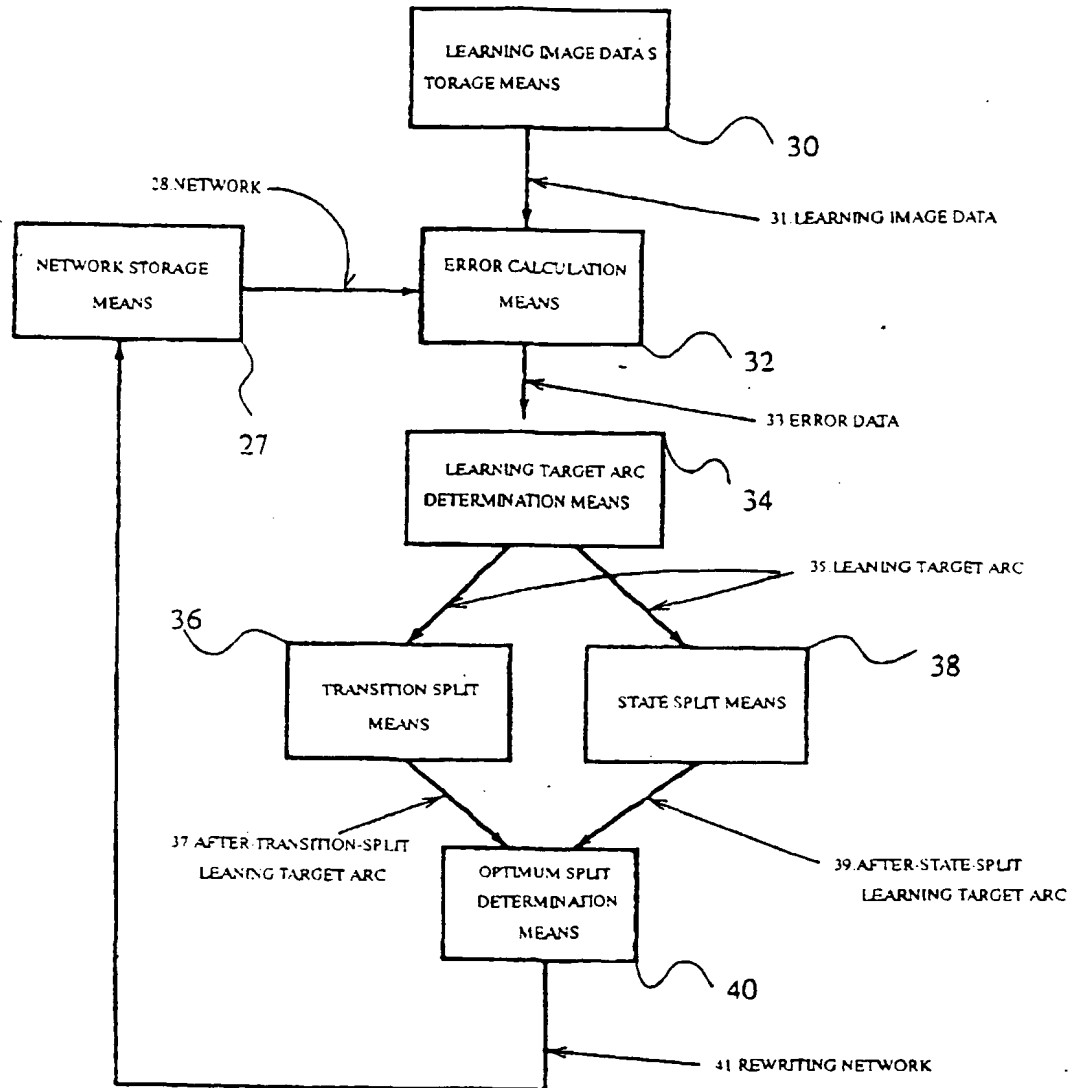 LEARNING IMAGE DATA S
TORAGE MEANS
30
28.NETWORK
31.LEARNING IMAGE DATA
NETWORK STORAGE
MEANS
ERROR CALCULATION
MEANS
32
27
33 ERROR DATA
LEARNING TARGET ARC
DETERMINATION MEANS
34
35.LEANING TARGET ARC
36
38
TRANSITION SPLIT
MEANS
STATE SPLIT MEANS
37.AFTER-TRANSITION-SPLIT
LEANING TARGET ARC
OPTIMUM SPLIT
DETERMINATION
MEANS
39.AFTER-STATE-SPLIT
LEARNING TARGET ARC
40
41 REWRITING NETWORK